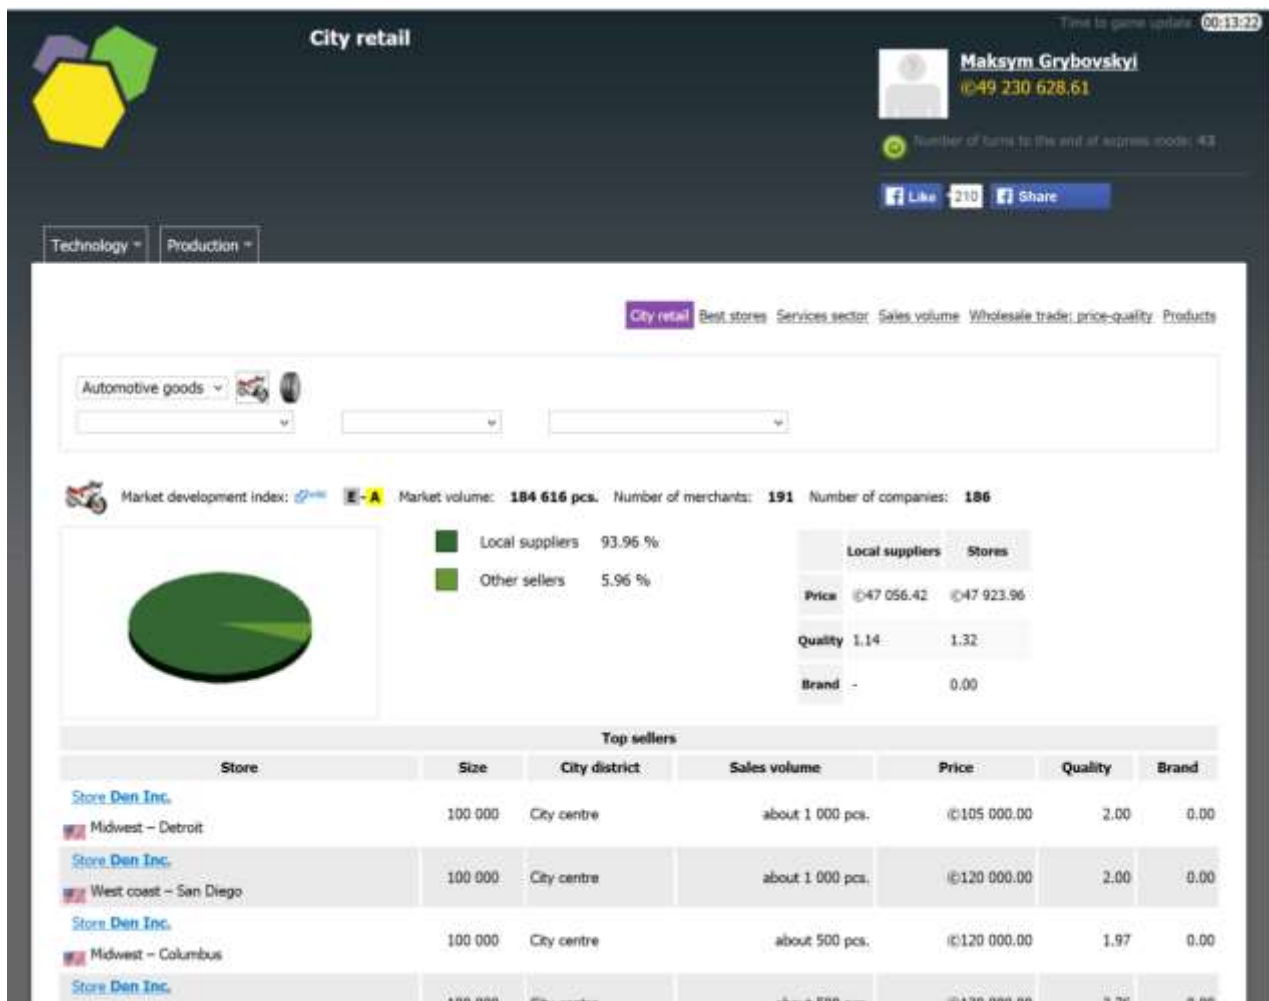 Time to game update 00:13:22
City retail
Maksym Grybovskyi
©49 230 628.61
Number of turns to the end of express mode: 43
Like 210 Share
Technology Production
City retail Best stores Services sector Sales volume Wholesale trade: price-quality Products
Automotive goods
Market development index: E - A Market volume: 184 616 pcs. Number of merchants: 191 Number of companies: 186
Local suppliers 93.96 %
Other sellers 5.96 %
Local suppliers Stores
Price ©47 056.42 ©47 923.96
Quality 1.14 1.32
Brand - 0.00
Top sellers
Store Size City district Sales volume Price Quality Brand
Store Den Inc.
Midwest – Detroit
100 000 City centre about 1 000 pcs. ©105 000.00 2.00 0.00
Store Den Inc.
West coast – San Diego
100 000 City centre about 1 000 pcs. ©120 000.00 2.00 0.00
Store Den Inc.
Midwest – Columbus
100 000 City centre about 500 pcs. ©120 000.00 1.97 0.00
Store Den Inc.